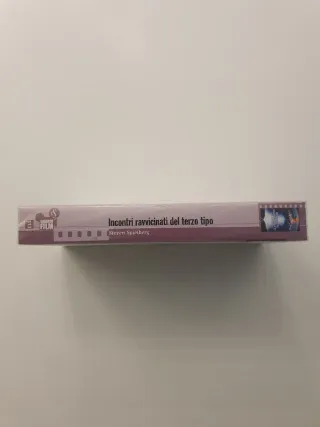 Incontri ravvicinati del terzo tipo
Steven Spielberg